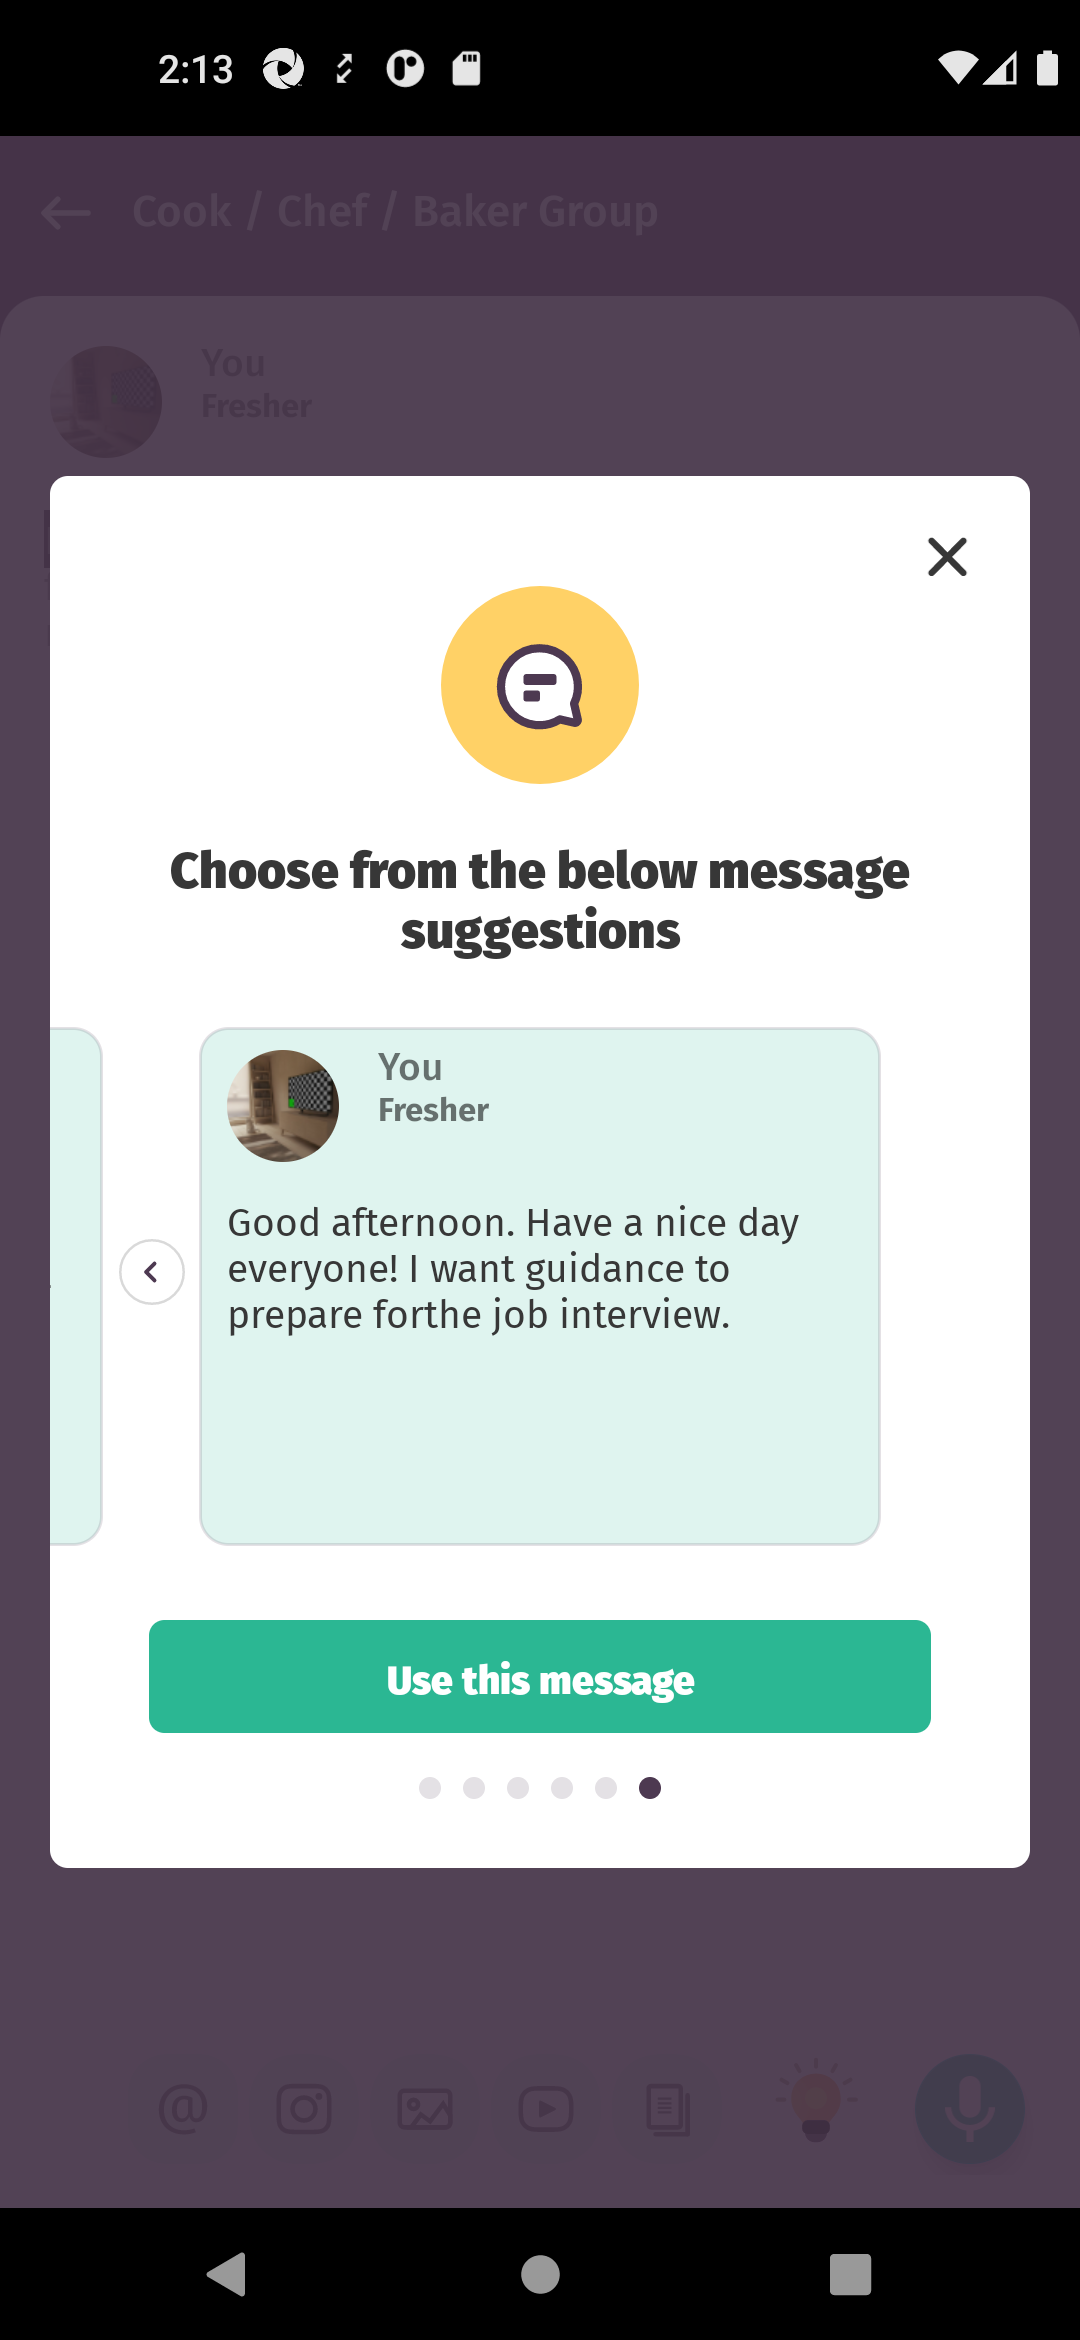 2:13
Cook / Chef / Baker Group
You
Fresher
Choose from the below message
suggestions
You
Fresher
Good afternoon. Have a nice day
everyone! I want guidance to
prepare forthe job interview.
Use this message